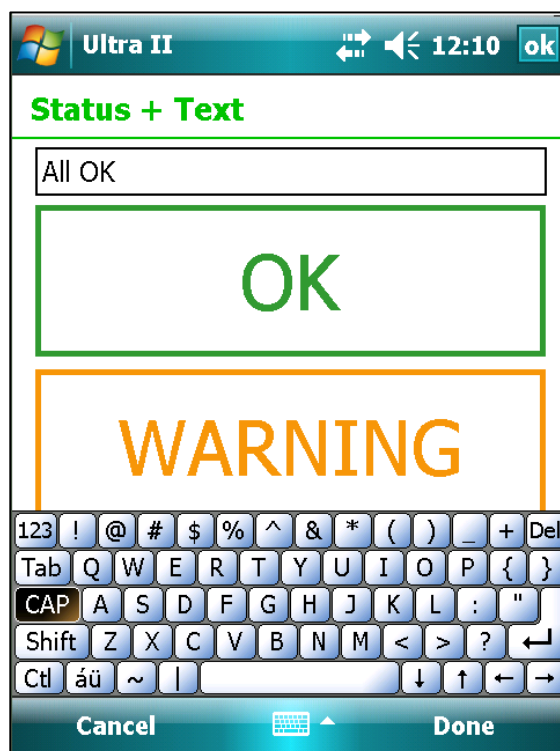 Ultra II 12:10 ok
Status + Text
All OK
OK
WARNING
123 ! @ # $ % ^ & * ( ) _ + Del
Tab Q W E R T Y U I O P { }
CAP A S D F G H J K L : "
Shift Z X C V B N M < > ? ↵
Ctl áü ~ | ↓ ↑ ← →
Cancel Done